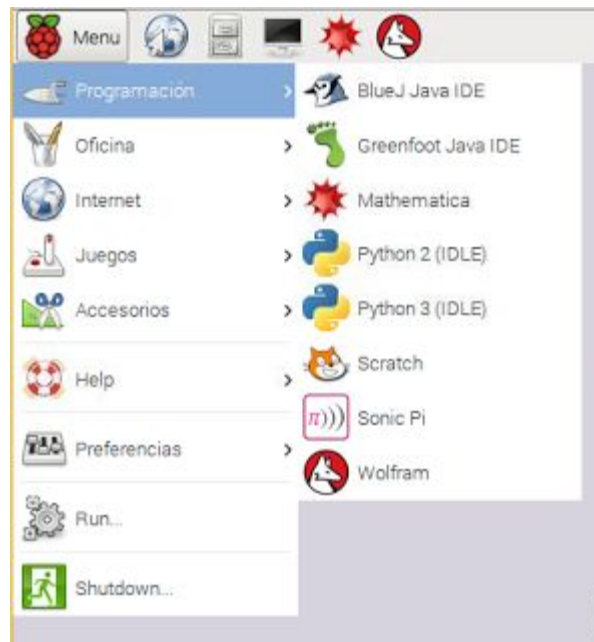 Menu
Programación
Oficina
Internet
Juegos
Accesorios
Help
Preferencias
Run...
Shutdown...
BlueJ Java IDE
Greenfoot Java IDE
Mathematica
Python 2 (IDLE)
Python 3 (IDLE)
Scratch
π)))
Sonic Pi
Wolfram